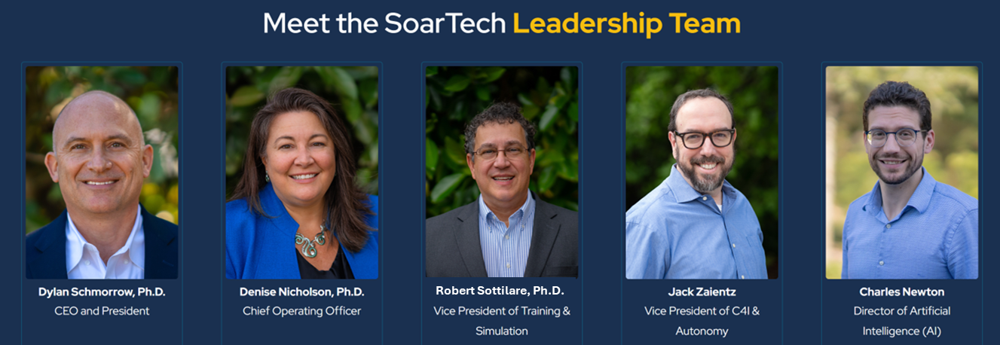 Meet the SoarTech Leadership Team
Dylan Schmorrow, Ph.D.
CEO and President
Denise Nicholson, Ph.D.
Chief Operating Officer
Robert Sottilare, Ph.D.
Vice President of Training &
Simulation
Jack Zaientz
Vice President of C4I &
Autonomy
Charles Newton
Director of Artificial
Intelligence (AI)